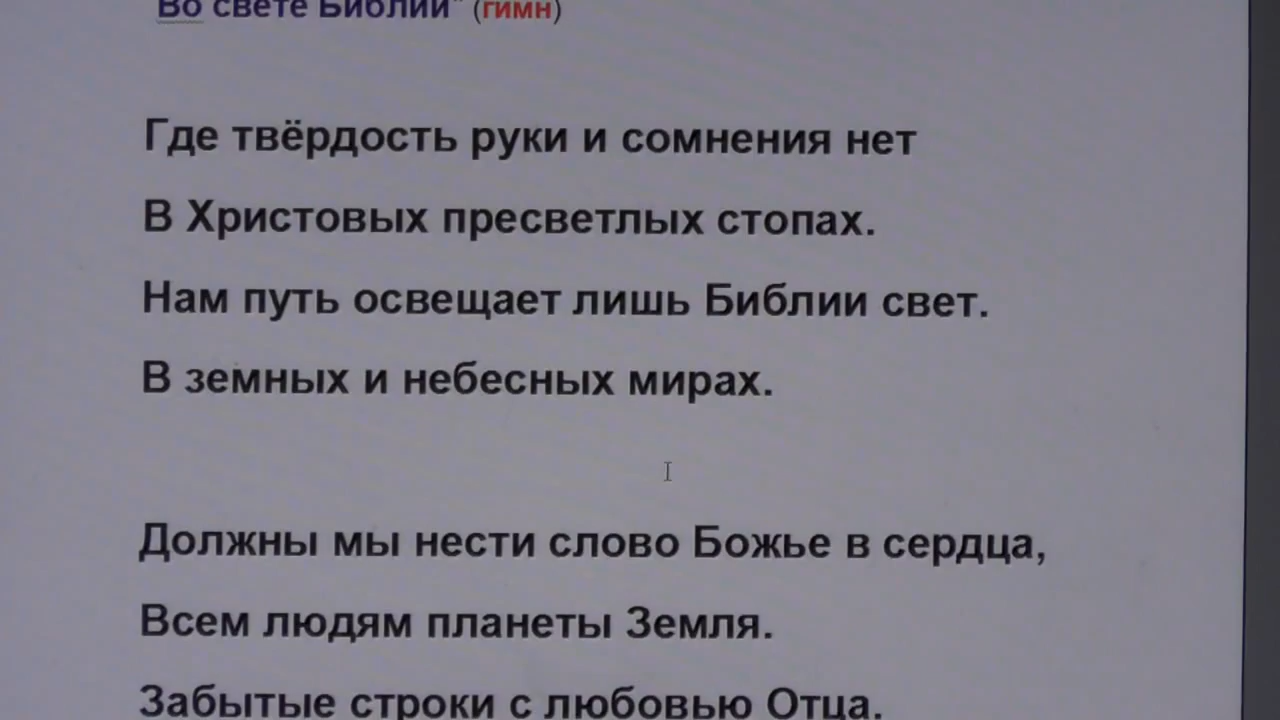 Во свете Библии" (гимн)
Где твёрдость руки и сомнения нет
В Христовых пресветлых стопах.
Нам путь освещает лишь Библии свет.
В земных и небесных мирах.
Должны мы нести слово Божье в сердца,
Всем людям планеты Земля.
Забытые строки с любовью Отца.